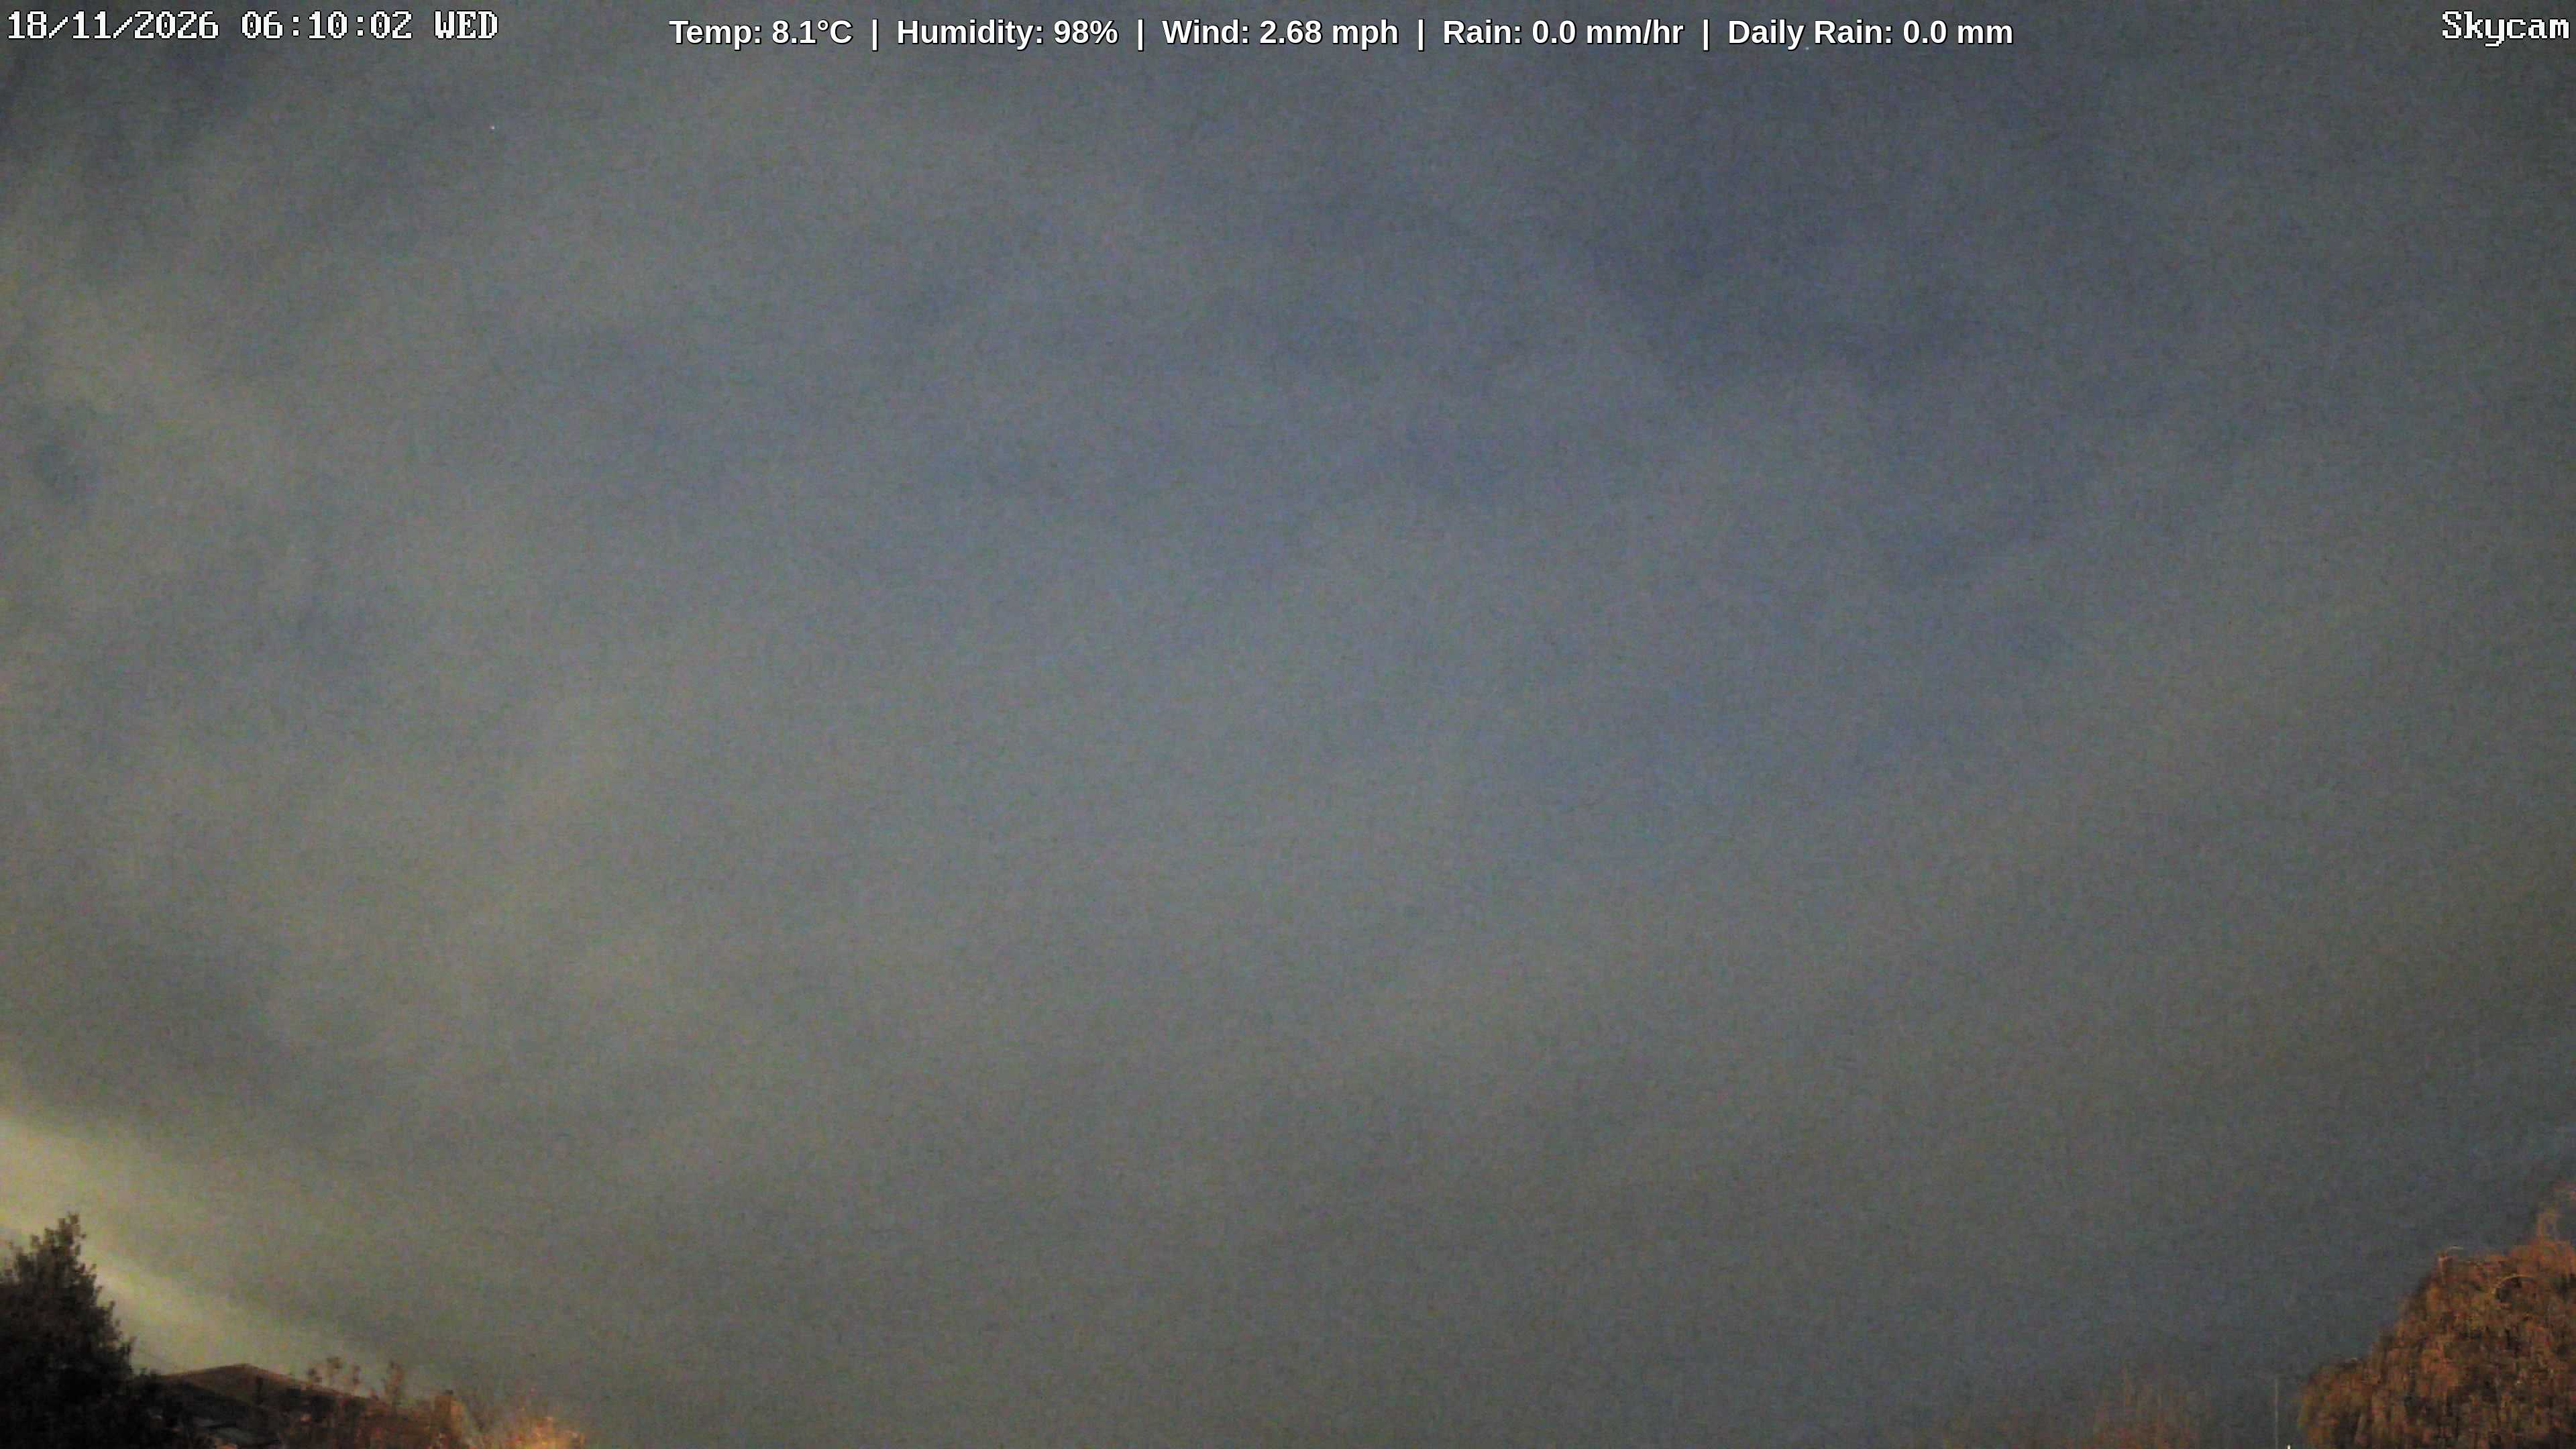 18/11/2026 06:10:02 WED
Temp: 8.1°C | Humidity: 98% | Wind: 2.68 mph | Rain: 0.0 mm/hr | Daily Rain: 0.0 mm
Skycam